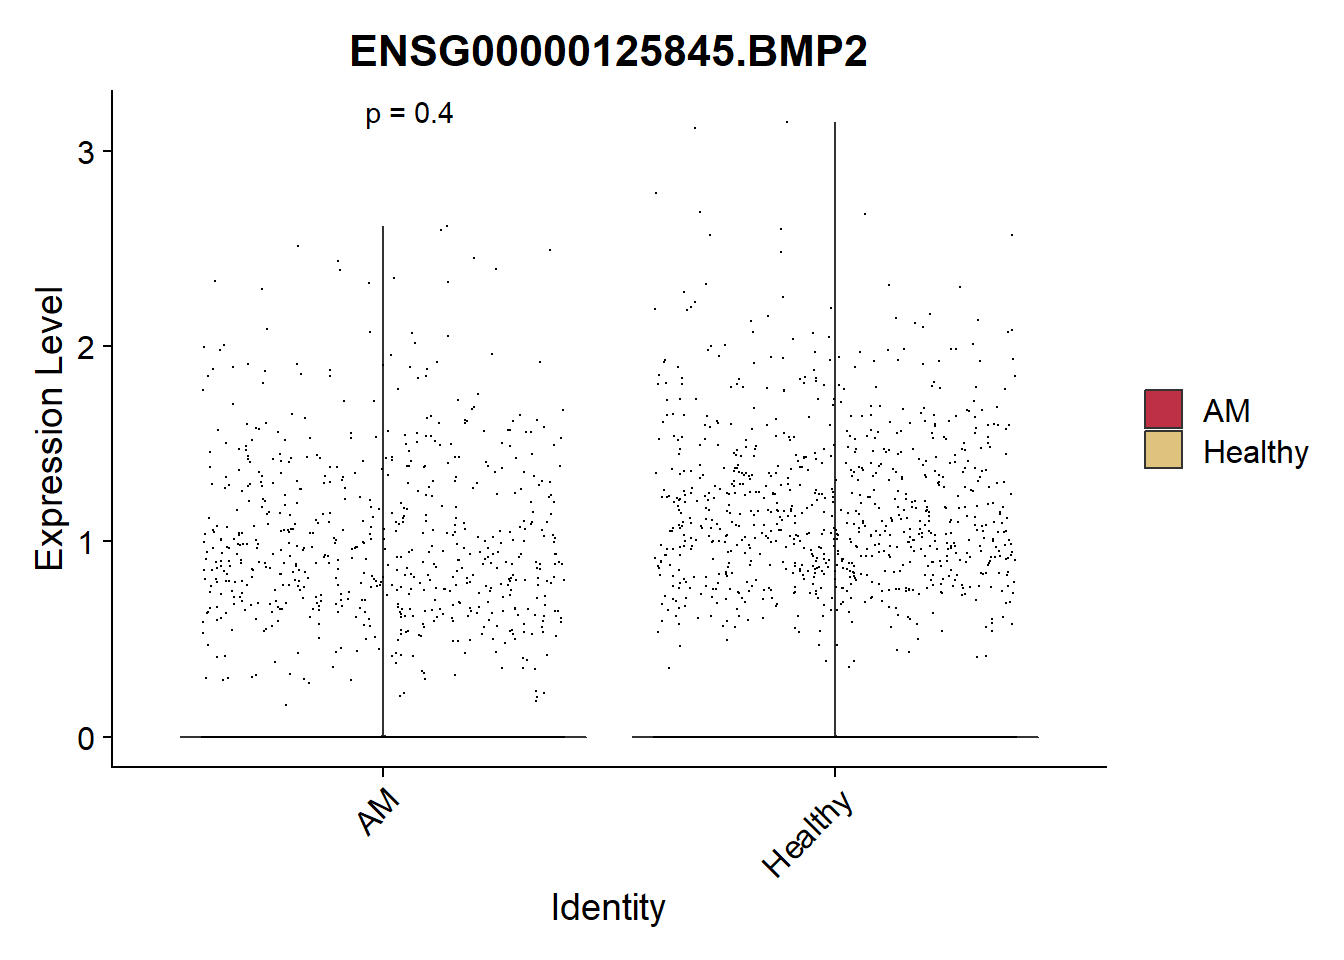 ENSG00000125845.BMP2
p = 0.4
3
2
1
0
Expression Level
AM
Healthy
Identity
AM
Healthy